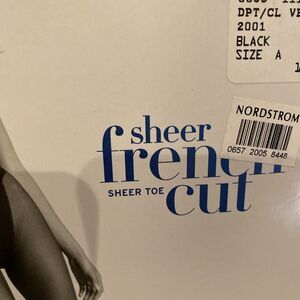 DPT/CL
2001
BLACK
SIZE A
NORDSTROM
0657 2005 8448
sheer
french
SHEER TOE
cut